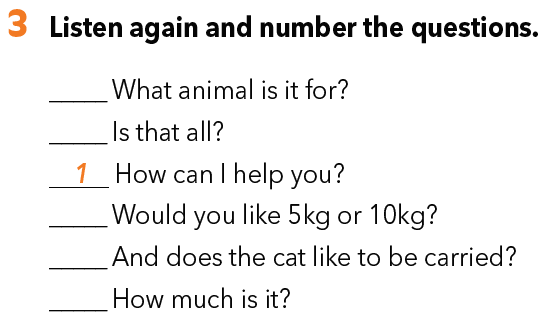 3 Listen again and number the questions.
_____ What animal is it for?
_____ Is that all?
__1__ How can I help you?
_____ Would you like 5kg or 10kg?
_____ And does the cat like to be carried?
_____ How much is it?